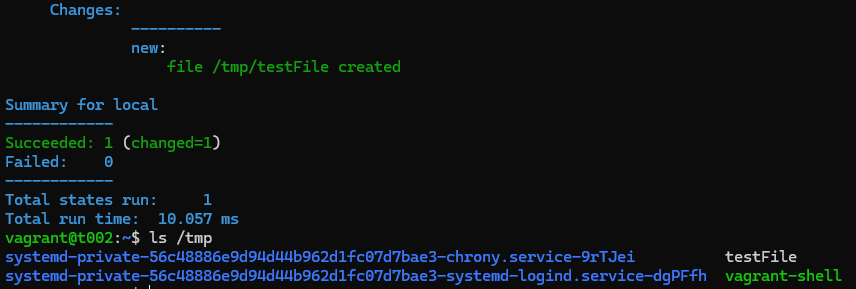 Changes:
----------
new:
file /tmp/testFile created
Summary for local
------------
Succeeded: 1 (changed=1)
Failed:    0
------------
Total states run:     1
Total run time:  10.057 ms
vagrant@t002:~$ ls /tmp
systemd-private-56c48886e9d94d44b962d1fc07d7bae3-chrony.service-9rTJei          testFile
systemd-private-56c48886e9d94d44b962d1fc07d7bae3-systemd-logind.service-dgPFfh  vagrant-shell